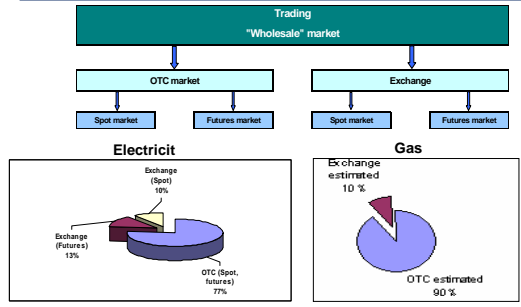 Trading
"Wholesale" market
OTC market
Exchange
Spot market
Futures market
Spot market
Futures market
Electricit
Exchange
(Spot)
10%
Exchange
(Futures)
13%
OTC (Spot,
futures)
77%
Gas
Exchange
estimated
10 %
OTC estimated
90 %